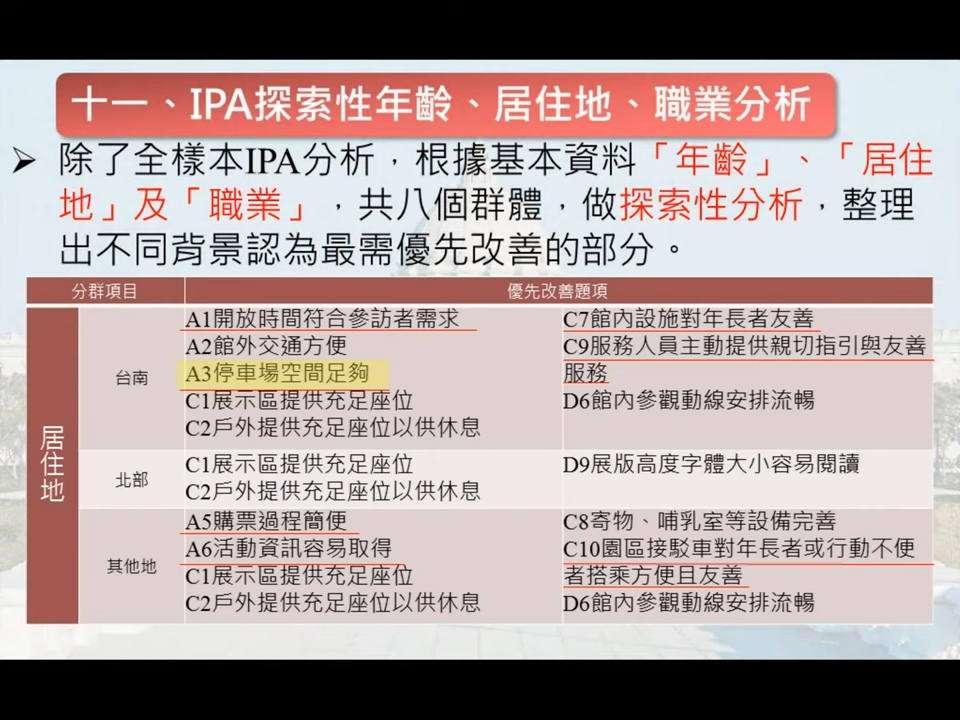 十一、IPA探索性年齡、居住地、職業分析
➢ 除了全樣本IPA分析，根據基本資料「年齡」、「居住
地」及「職業」，共八個群體，做探索性分析，整理
出不同背景認為最需優先改善的部分。
分群項目 優先改善題項
居住地
台南
A1開放時間符合參訪者需求
A2館外交通方便
A3停車場空間足夠
C1展示區提供充足座位
C2戶外提供充足座位以供休息
C7館內設施對年長者友善
C9服務人員主動提供親切指引與友善
服務
D6館內參觀動線安排流暢
北部
C1展示區提供充足座位
C2戶外提供充足座位以供休息
D9展版高度字體大小容易閱讀
其他地
A5購票過程簡便
A6活動資訊容易取得
C1展示區提供充足座位
C2戶外提供充足座位以供休息
C8寄物、哺乳室等設備完善
C10園區接駁車對年長者或行動不便
者搭乘方便且友善
D6館內參觀動線安排流暢